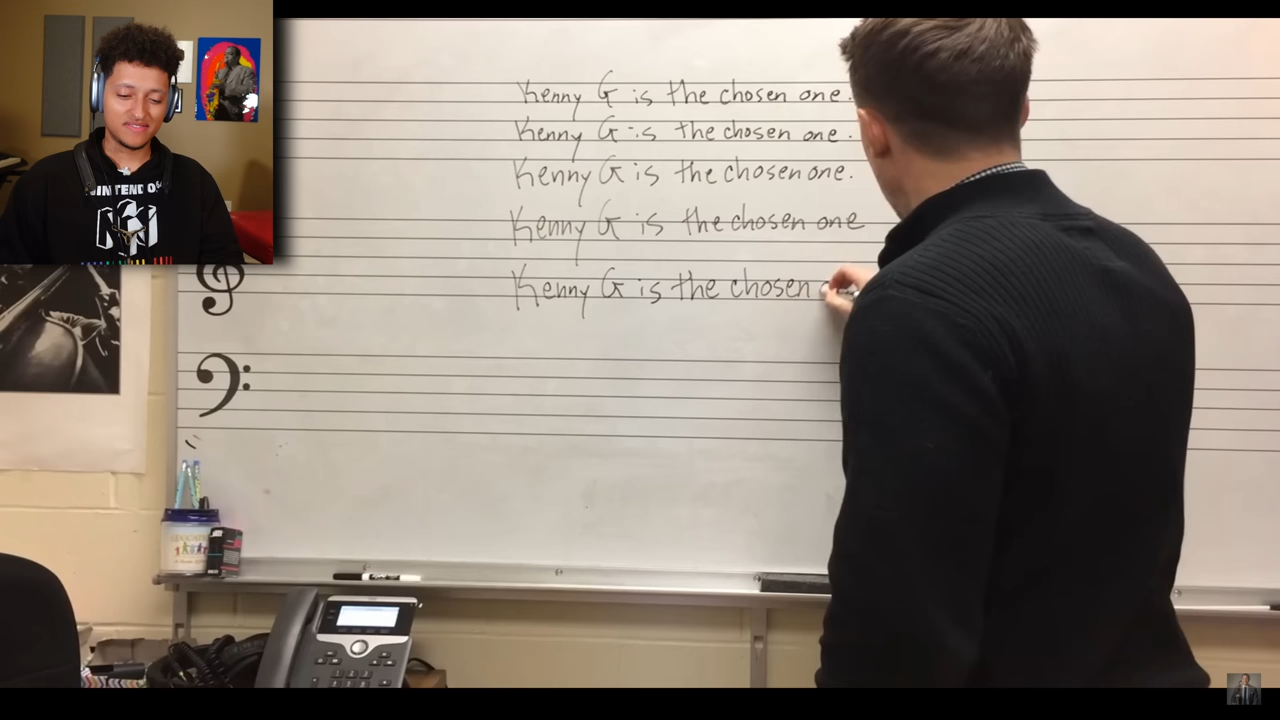 Kenny G is the chosen one.
Kenny G is the chosen one.
Kenny G is the chosen one.
Kenny G is the chosen one
Kenny G is the chosen
NINTENDO